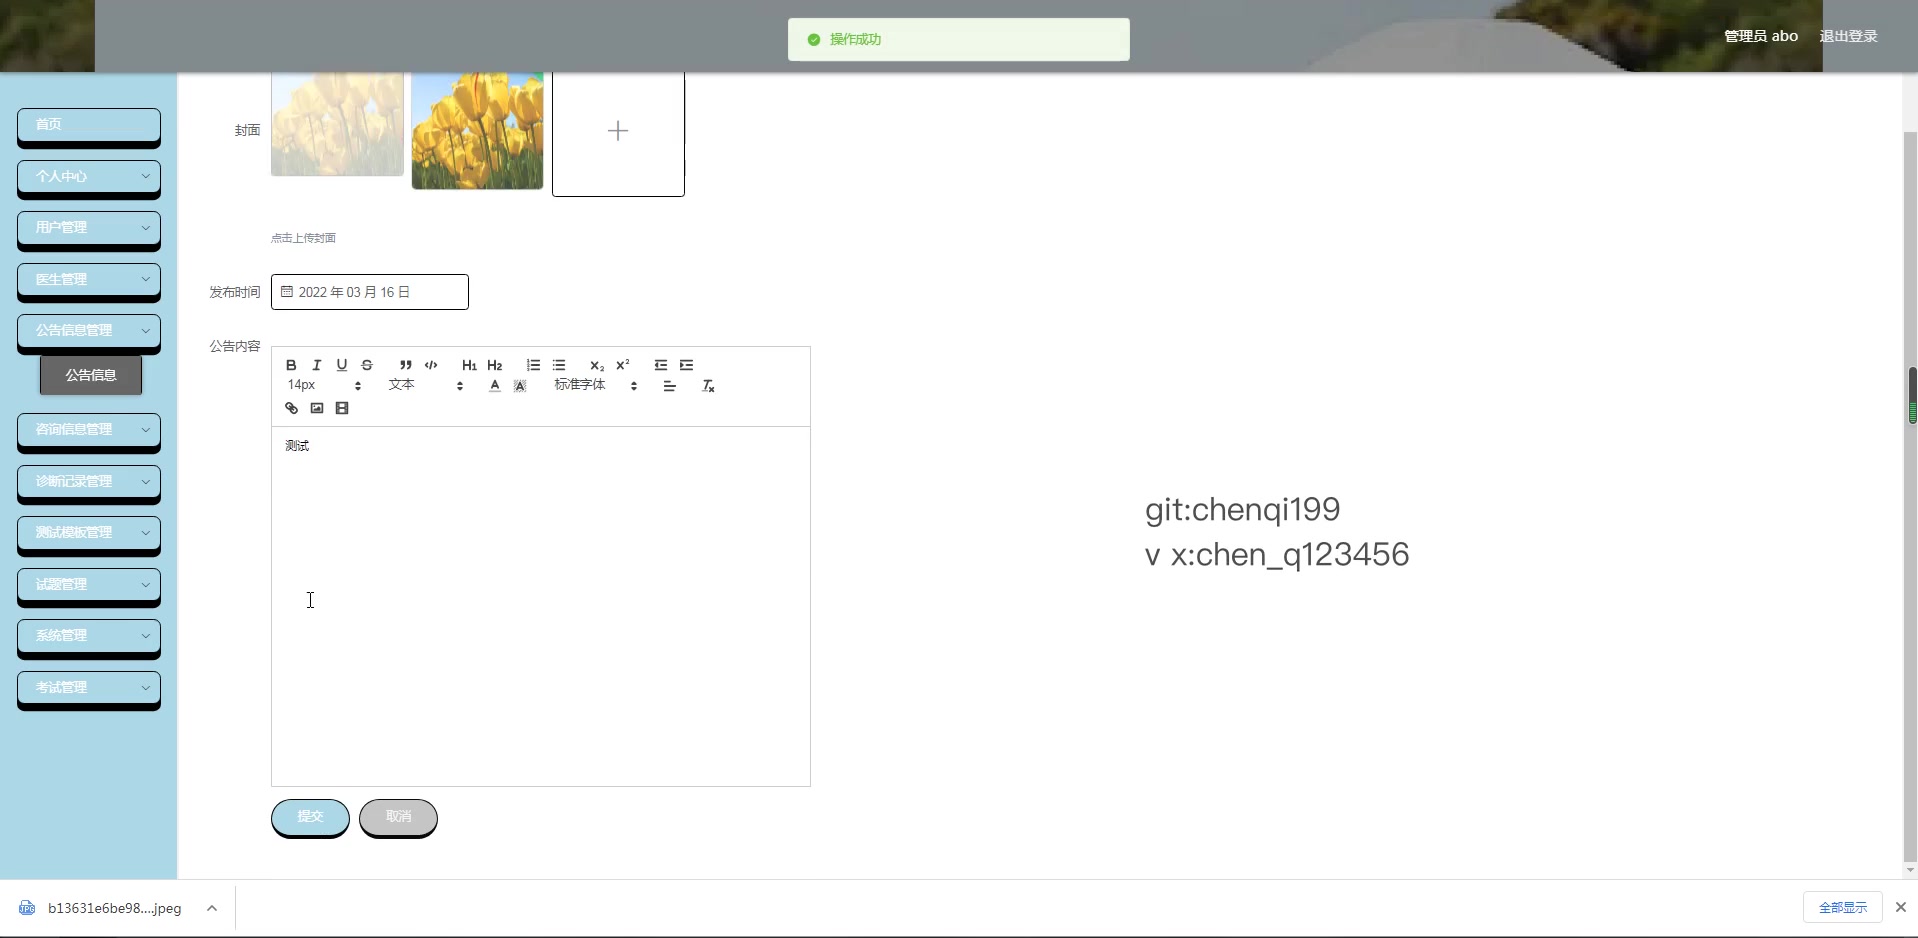 操作成功
管理员 abo
退出登录
首页
个人中心
用户管理
医生管理
公告信息管理
公告信息
咨询信息管理
诊断记录管理
测试模板管理
试题管理
系统管理
考试管理
封面
点击上传封面
发布时间
2022 年 03 月 16 日
公告内容
B I U S H1 H2 X₂ X²
14px 文本 A A 标准字体 Tx
测试
提交
取消
git:chenqi199
v x:chen_q123456
b13631e6be98....jpeg
全部显示